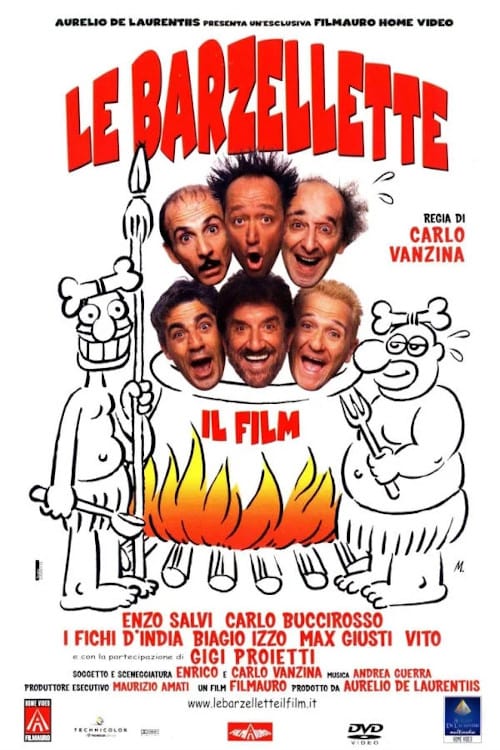 AURELIO DE LAURENTIIS PRESENTA UN'ESCLUSIVA FILMAURO HOME VIDEO
LE BARZELLETTE
REGIA DI
CARLO
VANZINA
IL FILM
M.
ENZO SALVI CARLO BUCCIROSSO
I FICHI D'INDIA BIAGIO IZZO MAX GIUSTI VITO
e con la partecipazione di GIGI PROIETTI
SOGGETTO E SCENEGGIATURA ENRICO e CARLO VANZINA MUSICA ANDREA GUERRA
PRODUTTORE ESECUTIVO MAURIZIO AMATI UN FILM FILMAURO PRODOTTO DA AURELIO DE LAURENTIIS
www.lebarzelletteilfilm.it
HOME VIDEO
FILMAURO
TECHNICOLOR
DVD
VIDEO
multimedia
HOME VIDEO